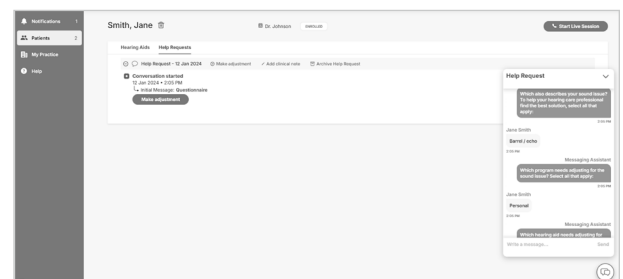 Notifications 1
Patients 2
My Practice
Help
Smith, Jane
Dr. Johnson
ENROLLED
Start Live Session
Hearing Aids Help Requests
Help Request - 12 Jan 2024 Make adjustment Add clinical note Archive Help Request
Conversation started
12 Jan 2024 • 2:05 PM
Initial Message: Questionnaire
Make adjustment
Help Request
Which also describes your sound issue?
To help your hearing care professional
find the best solution, select all that
apply:
2:05 PM
Jane Smith
Barrel / echo
2:05 PM
Messaging Assistant
Which program needs adjusting for the
sound issue? Select all that apply:
2:05 PM
Jane Smith
Personal
2:05 PM
Messaging Assistant
Which hearing aid needs adjusting for
Write a message... Send